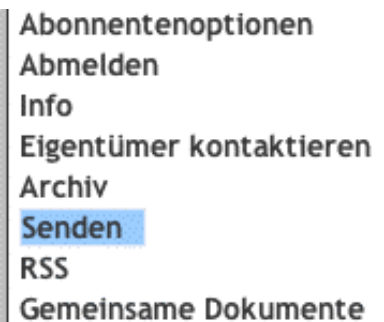 Abonnentenoptionen
Abmelden
Info
Eigentümer kontaktieren
Archiv
Senden
RSS
Gemeinsame Dokumente